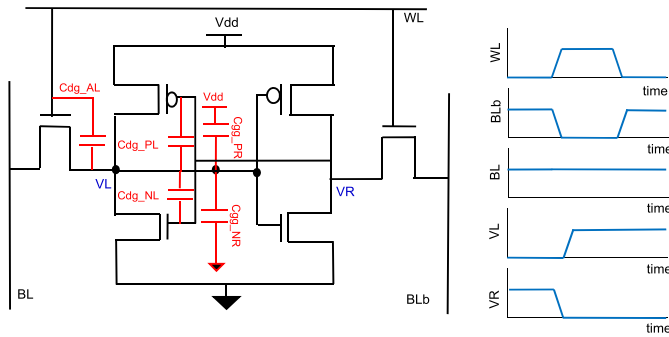 WL
Vdd
Cdg_AL
Vdd
Cdg_PL
Cgg_PR
VL
VR
Cdg_NL
Cgg_NR
BL
BLb
WL
time
BLb
time
BL
time
VL
time
VR
time